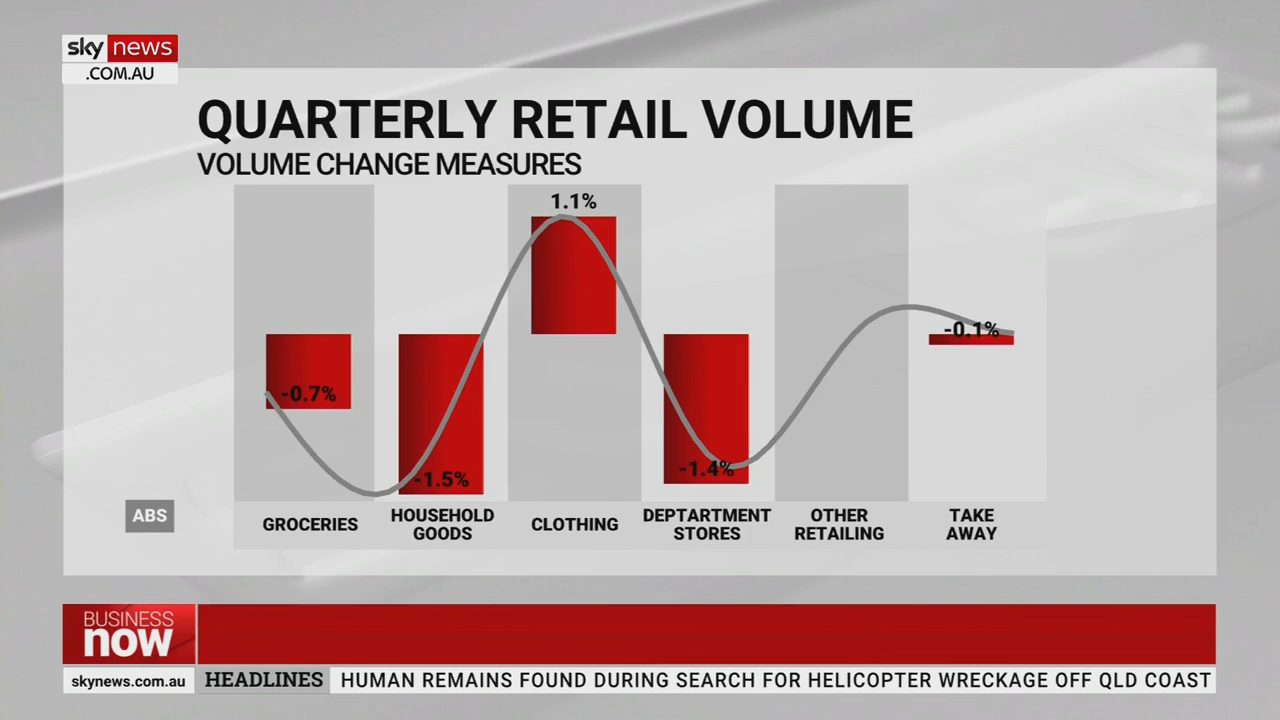 sky news
.COM.AU
QUARTERLY RETAIL VOLUME
VOLUME CHANGE MEASURES
1.1%
-0.1%
-0.7%
-1.4%
-1.5%
ABS
GROCERIES
HOUSEHOLD
GOODS
CLOTHING
DEPTARTMENT
STORES
OTHER
RETAILING
TAKE
AWAY
BUSINESS
now
skynews.com.au
HEADLINES
HUMAN REMAINS FOUND DURING SEARCH FOR HELICOPTER WRECKAGE OFF QLD COAST